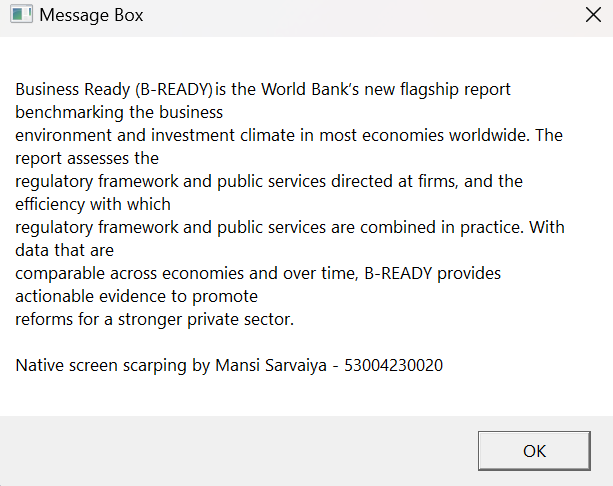 Message Box
Business Ready (B-READY)is the World Bank’s new flagship report
benchmarking the business
environment and investment climate in most economies worldwide. The
report assesses the
regulatory framework and public services directed at firms, and the
efficiency with which
regulatory framework and public services are combined in practice. With
data that are
comparable across economies and over time, B-READY provides
actionable evidence to promote
reforms for a stronger private sector.
Native screen scarping by Mansi Sarvaiya - 53004230020
OK